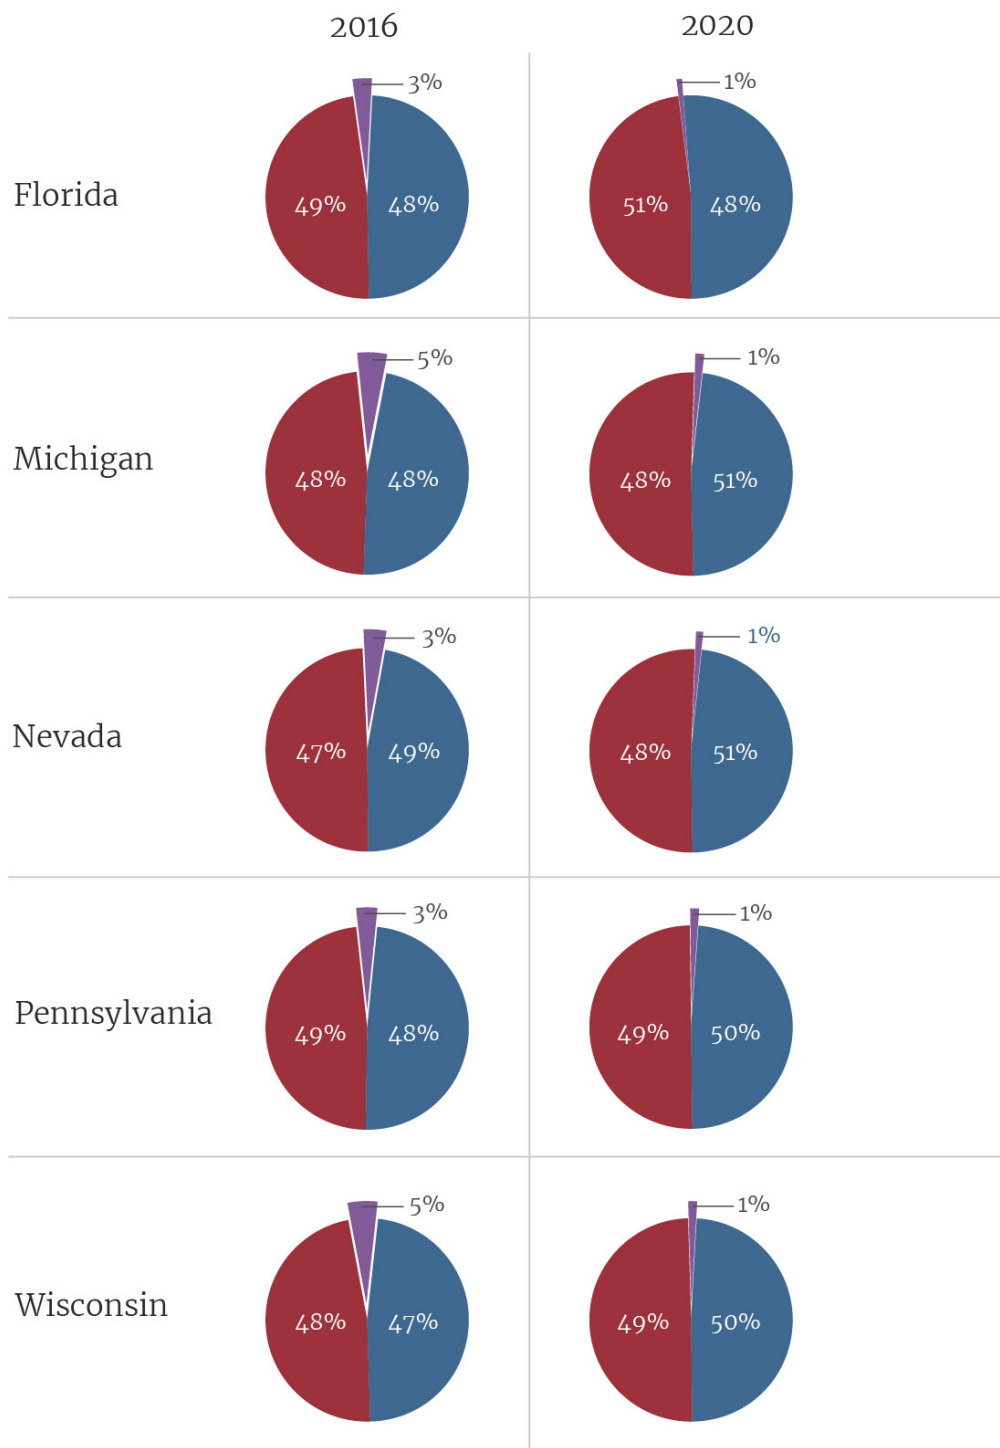 2016 2020
3% 1%
Florida 49% 48% 51% 48%
5% 1%
Michigan 48% 48% 48% 51%
3% 1%
Nevada 47% 49% 48% 51%
3% 1%
Pennsylvania 49% 48% 49% 50%
5% 1%
Wisconsin 48% 47% 49% 50%